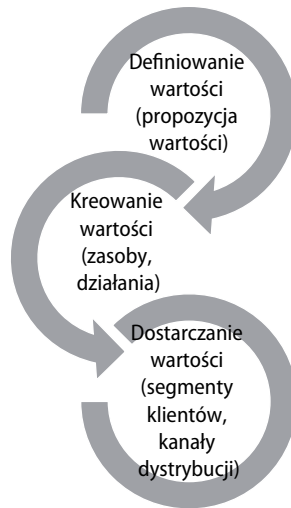 Definiowanie
wartości
(propozycja
wartości)
Kreowanie
wartości
(zasoby,
działania)
Dostarczanie
wartości
(segmenty
klientów,
kanały
dystrybucji)